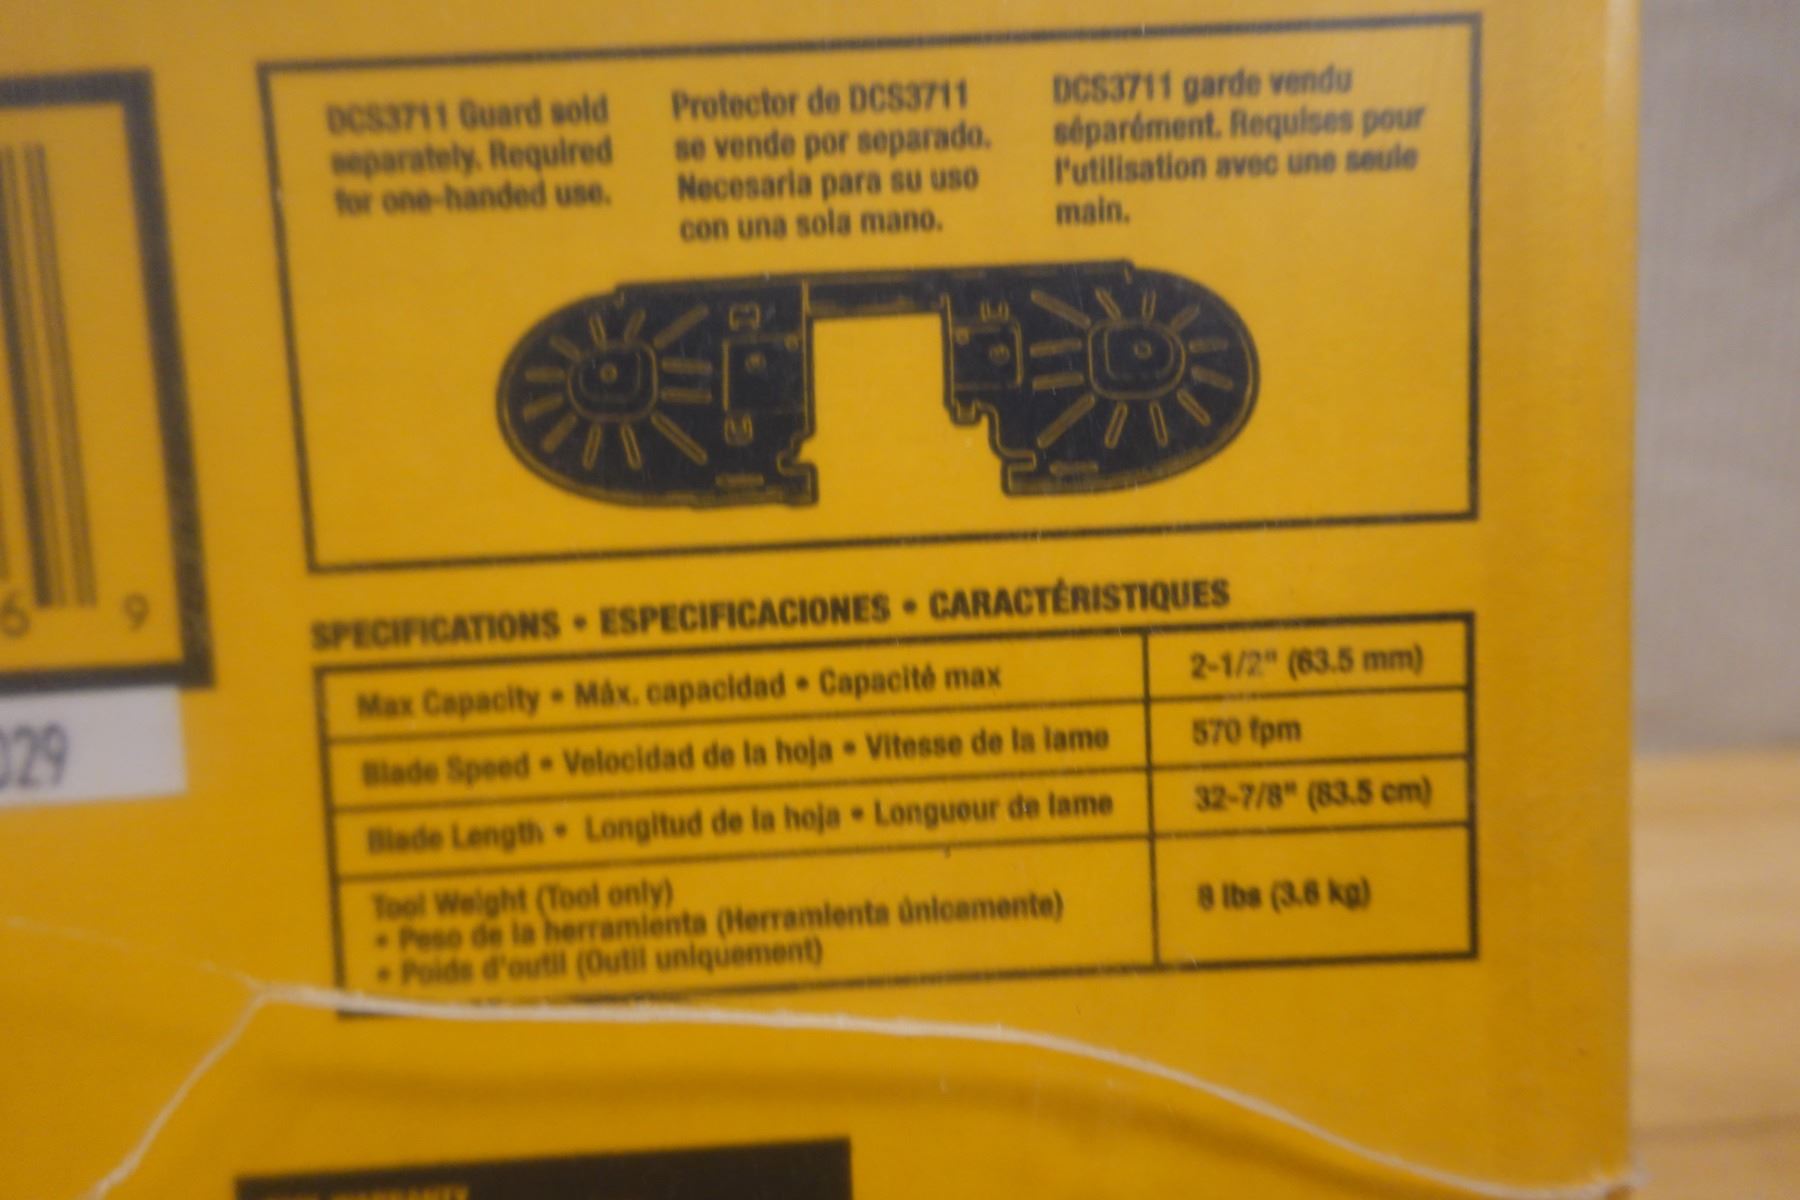 DCS3711 Guard sold
separately. Required
for one-handed use.
Protector de DCS3711
se vende por separado.
Necesaria para su uso
con una sola mano.
DCS3711 garde vendu
séparément. Requises pour
l'utilisation avec une seule
main.
6 9
029
SPECIFICATIONS • ESPECIFICACIONES • CARACTÉRISTIQUES
Max Capacity • Máx. capacidad • Capacité max 2-1/2" (63.5 mm)
Blade Speed • Velocidad de la hoja • Vitesse de la lame 570 fpm
Blade Length • Longitud de la hoja • Longueur de lame 32-7/8" (83.5 cm)
Tool Weight (Tool only)
• Peso de la herramienta (Herramienta únicamente) 8 lbs (3.6 kg)
• Poids d'outil (Outil uniquement)
WARRANTY